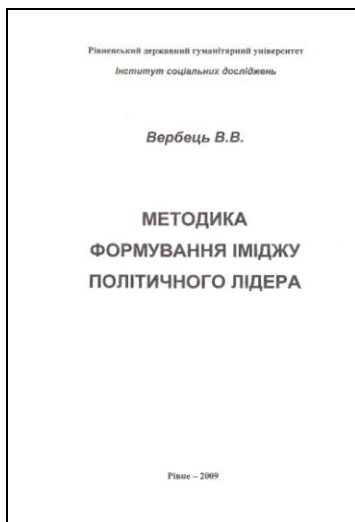 Рівненський державний гуманітарний університет
Інститут соціальних досліджень
Вербець В.В.
МЕТОДИКА
ФОРМУВАННЯ ІМІДЖУ
ПОЛІТИЧНОГО ЛІДЕРА
Рівне – 2009